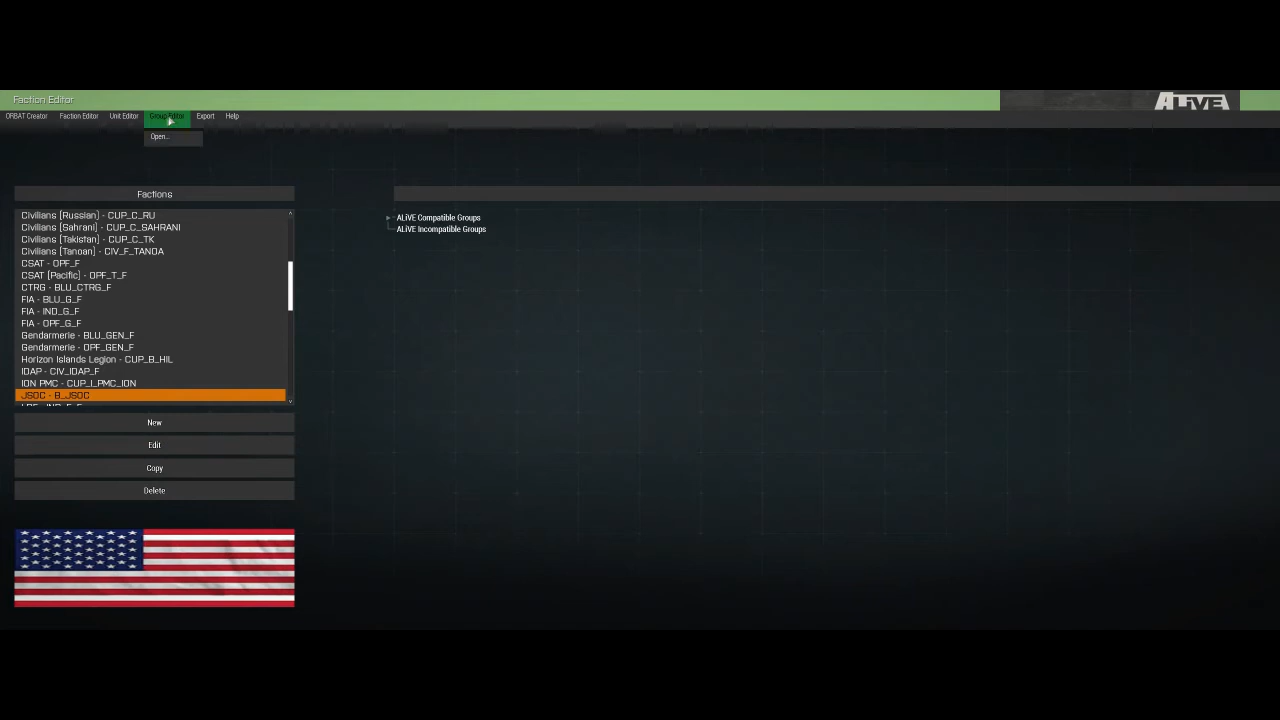 Faction Editor
ALiVE
ORBAT Creator Faction Editor Unit Editor Group Editor Export Help
Open...
Factions
Civilians [Russian] - CUP_C_RU
Civilians [Sahrani] - CUP_C_SAHRANI
Civilians [Takistan] - CUP_C_TK
Civilians [Tanoan] - CIV_F_TANOA
CSAT - OPF_F
CSAT [Pacific] - OPF_T_F
CTRG - BLU_CTRG_F
FIA - BLU_G_F
FIA - IND_G_F
FIA - OPF_G_F
Gendarmerie - BLU_GEN_F
Gendarmerie - OPF_GEN_F
Horizon Islands Legion - CUP_B_HIL
IDAP - CIV_IDAP_F
ION PMC - CUP_I_PMC_ION
JSOC - B_JSOC
New
Edit
Copy
Delete
ALiVE Compatible Groups
ALiVE Incompatible Groups